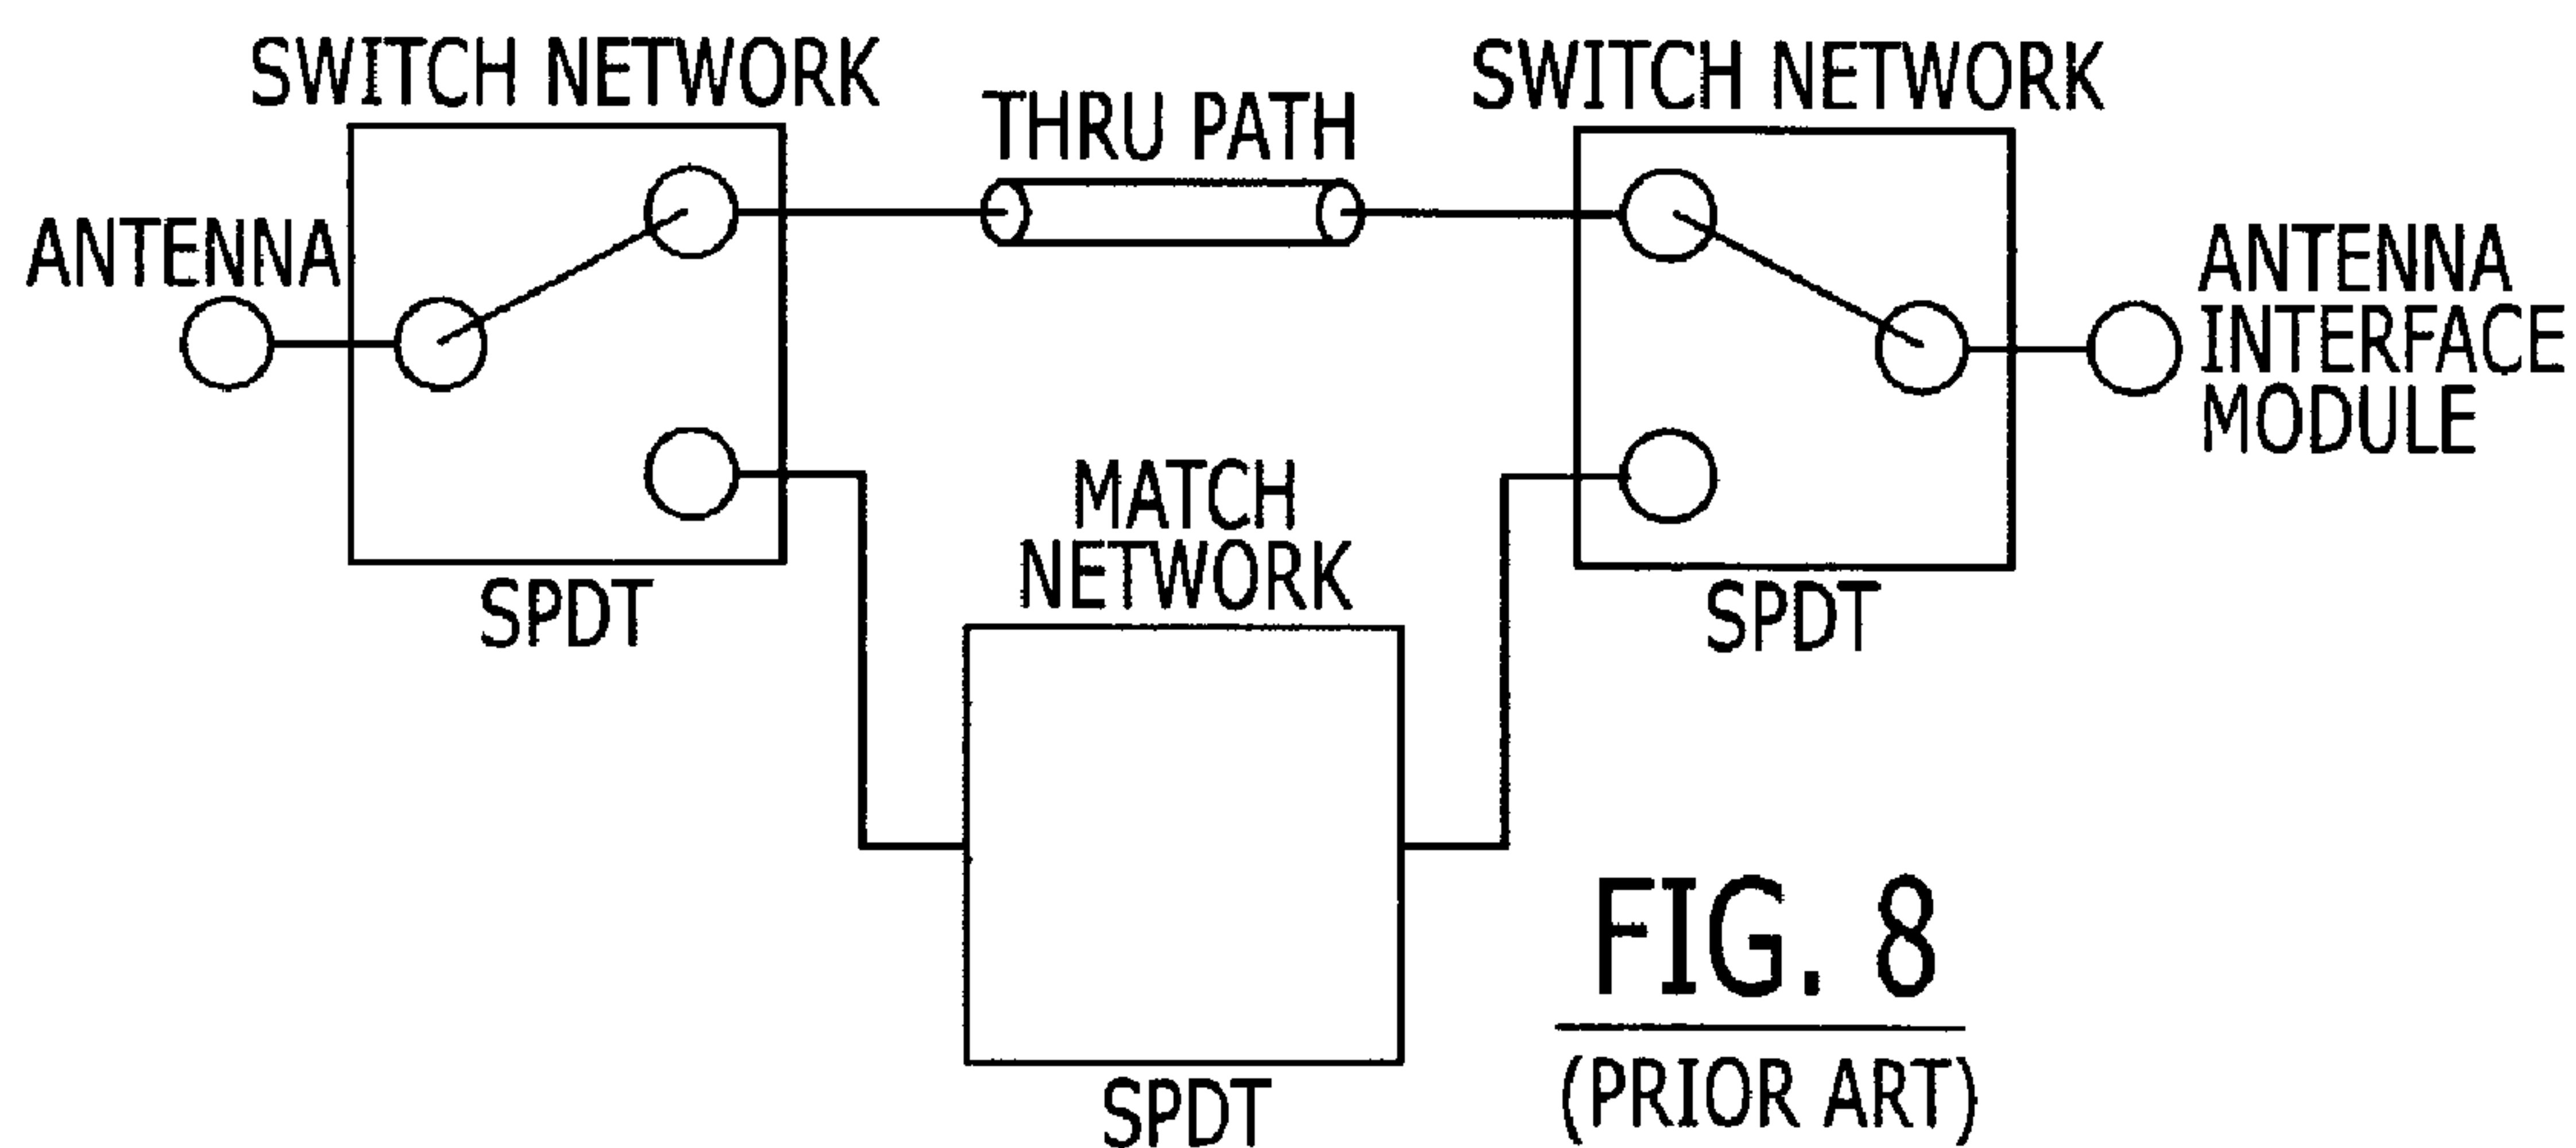 SWITCH NETWORK
THRU PATH
SWITCH NETWORK
ANTENNA
ANTENNA
INTERFACE
MODULE
MATCH
NETWORK
SPDT
SPDT
SPDT
FIG. 8
(PRIOR ART)